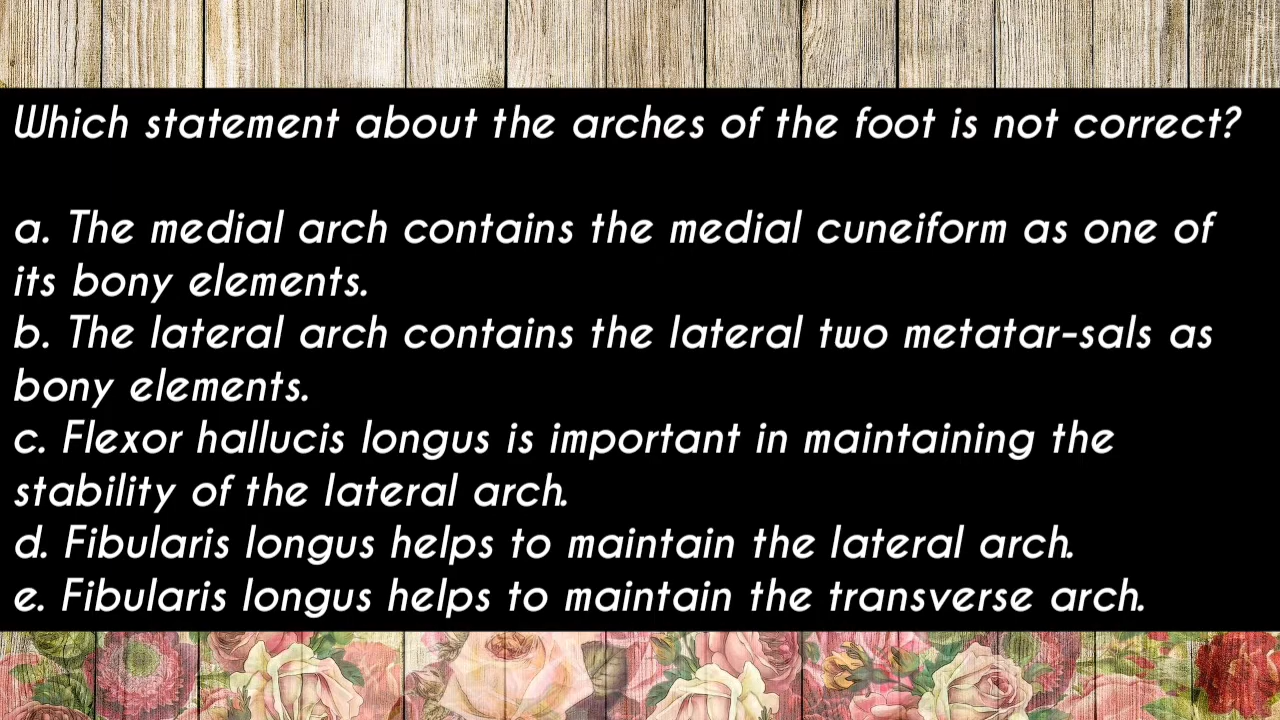 Which statement about the arches of the foot is not correct?
a. The medial arch contains the medial cuneiform as one of
its bony elements.
b. The lateral arch contains the lateral two metatar-sals as
bony elements.
c. Flexor hallucis longus is important in maintaining the
stability of the lateral arch.
d. Fibularis longus helps to maintain the lateral arch.
e. Fibularis longus helps to maintain the transverse arch.